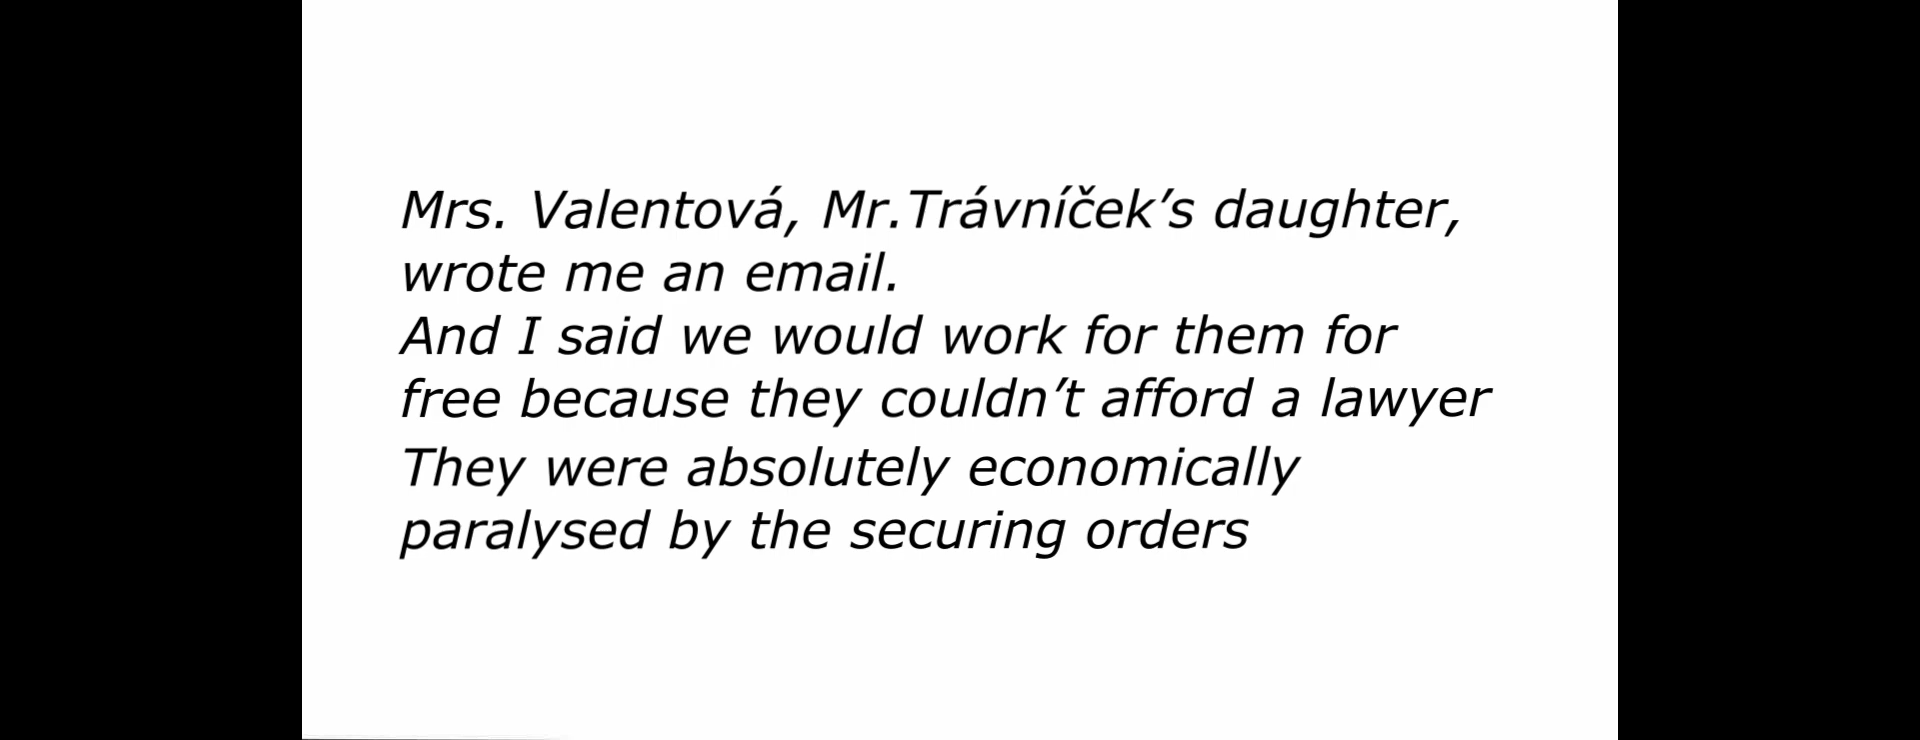 Mrs. Valentová, Mr.Trávníček’s daughter,
wrote me an email.
And I said we would work for them for
free because they couldn’t afford a lawyer
They were absolutely economically
paralysed by the securing orders